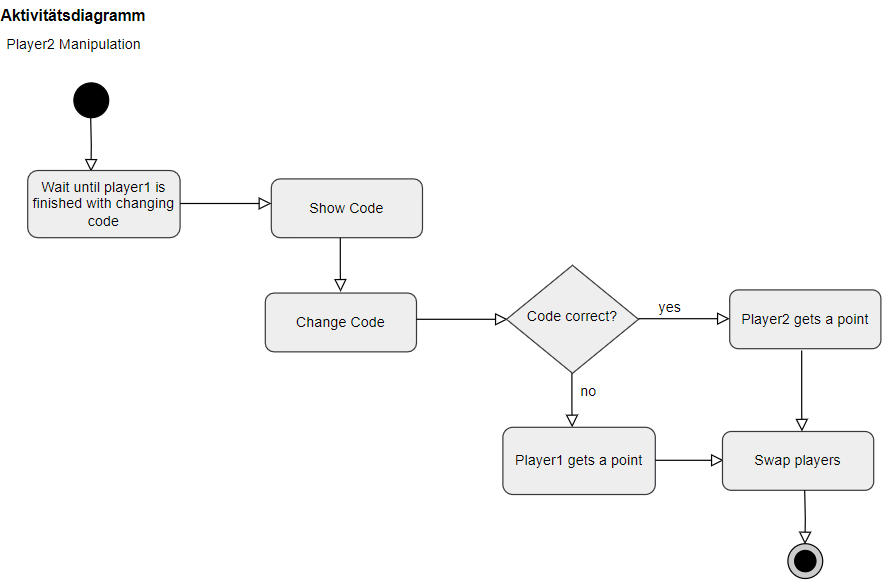 Aktivitätsdiagramm
Player2 Manipulation
Wait until player1 is
finished with changing
code
Show Code
Change Code
Code correct?
yes
Player2 gets a point
no
Player1 gets a point
Swap players